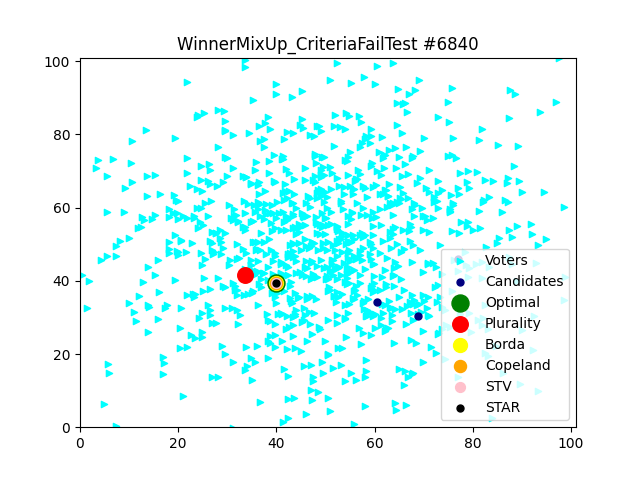 WinnerMixUp_CriteriaFailTest #6840
100
80
60
40
20
0
0 20 40 60 80 100
Voters
Candidates
Optimal
Plurality
Borda
Copeland
STV
STAR